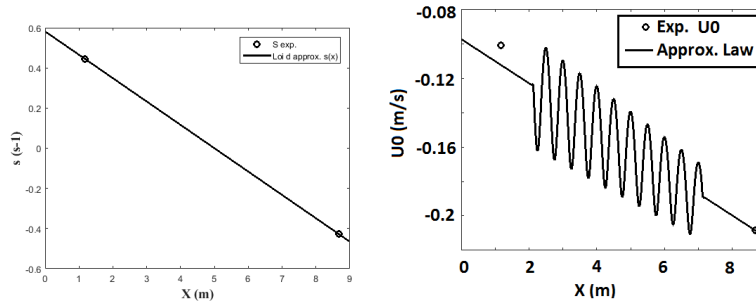 0.6
0.4
0.2
0
-0.2
-0.4
-0.6
0 1 2 3 4 5 6 7 8 9
s (s-1)
X (m)
S exp.
Loi d approx. s(x)
-0.08
-0.12
-0.16
-0.2
0 2 4 6 8
U0 (m/s)
X (m)
Exp. U0
Approx. Law